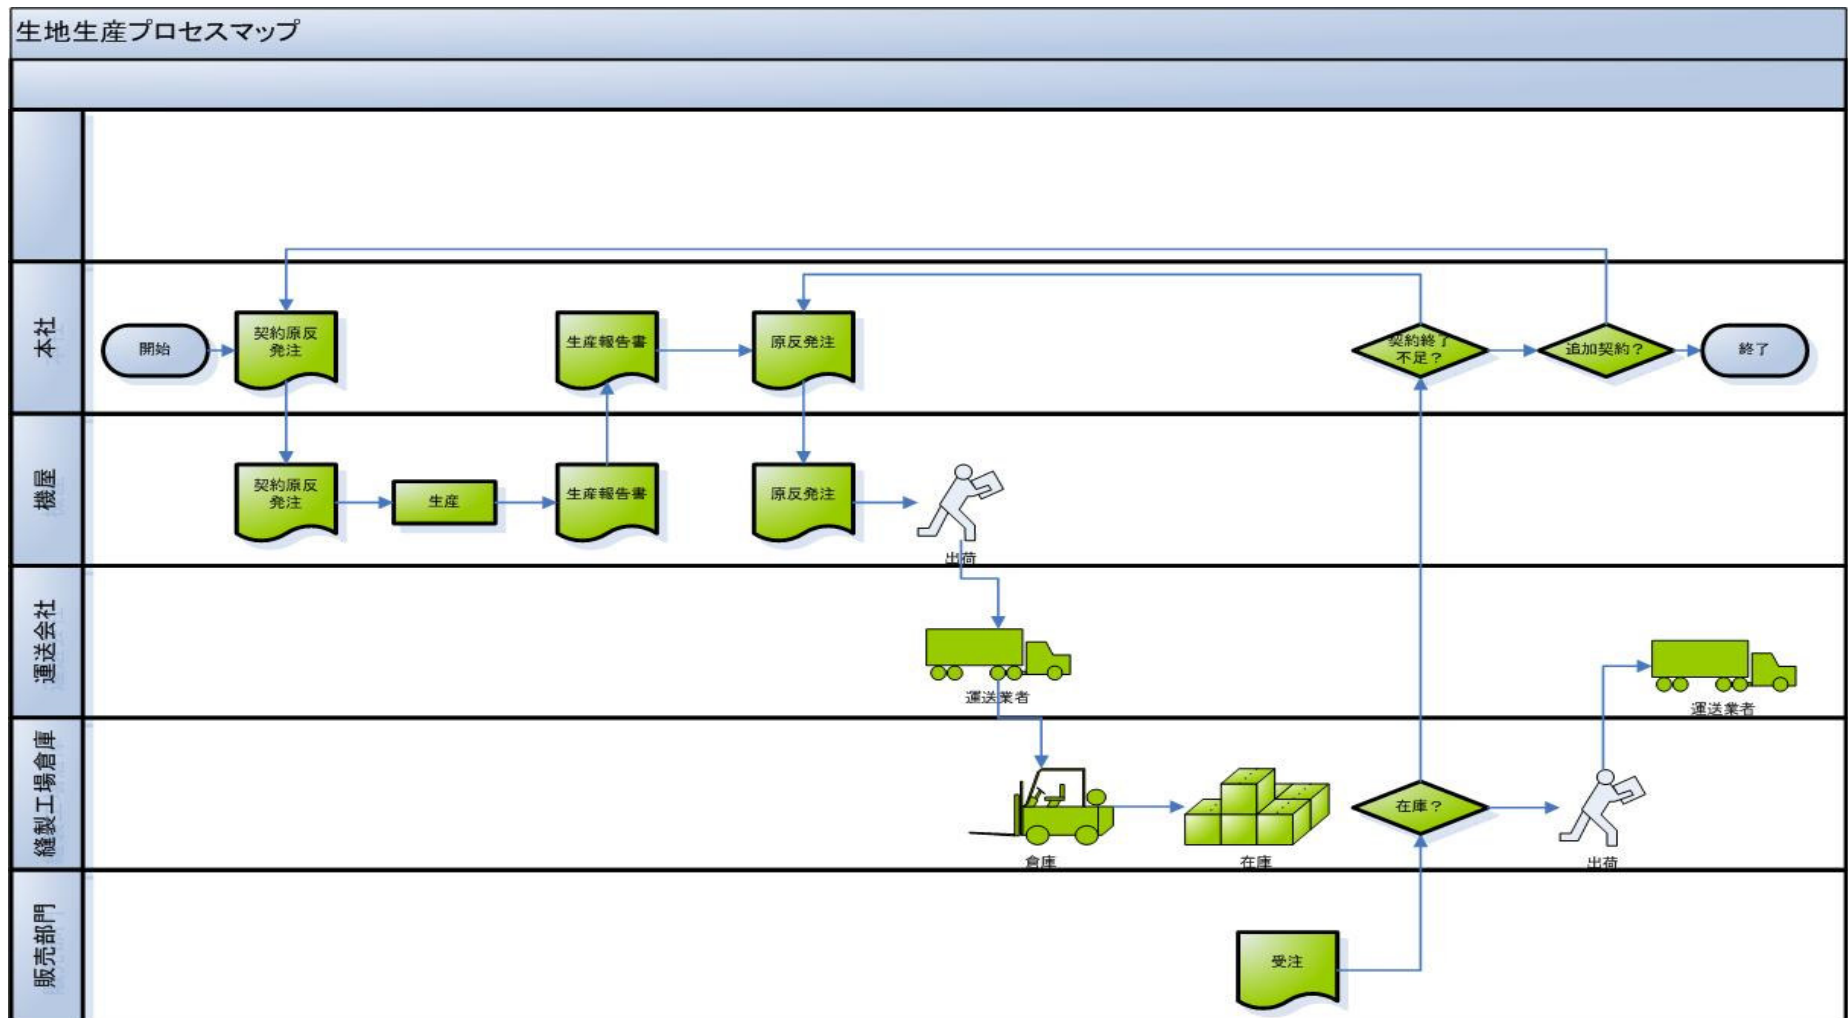 生地生産プロセスマップ
本社
開始
契約原反
発注
生産報告書
原反発注
契約終了
不足？
追加契約？
終了
機屋
契約原反
発注
生産
生産報告書
原反発注
出荷
運送会社
運送業者
運送業者
縫製工場倉庫
倉庫
在庫
在庫？
出荷
販売部門
受注